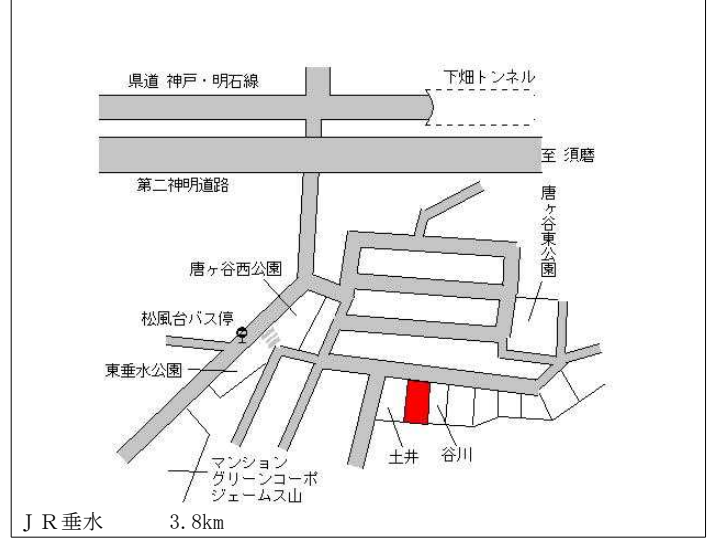 県道 神戸・明石線
下畑トンネル
至 須磨
第二神明道路
唐ヶ谷東公園
唐ヶ谷西公園
松風台バス停
東垂水公園
土井
谷川
マンション
グリーンコーポ
ジェームス山
ＪＲ垂水 3.8km